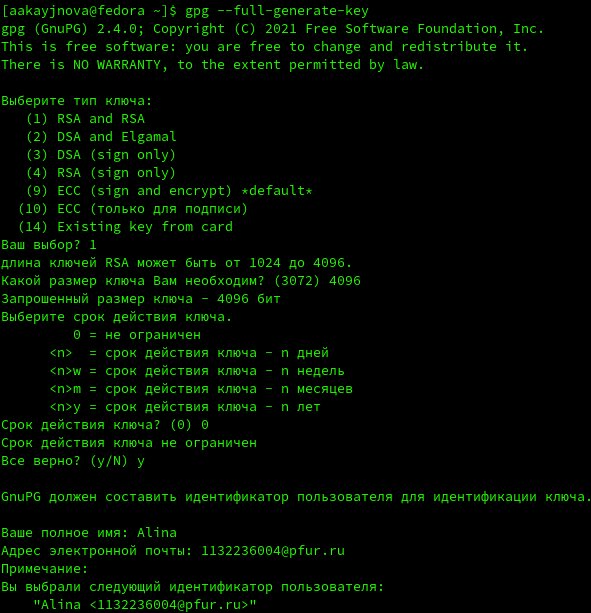 [aakayjnova@fedora ~]$ gpg --full-generate-key
gpg (GnuPG) 2.4.0; Copyright (C) 2021 Free Software Foundation, Inc.
This is free software: you are free to change and redistribute it.
There is NO WARRANTY, to the extent permitted by law.
Выберите тип ключа:
(1) RSA and RSA
(2) DSA and Elgamal
(3) DSA (sign only)
(4) RSA (sign only)
(9) ECC (sign and encrypt) *default*
(10) ECC (только для подписи)
(14) Existing key from card
Ваш выбор? 1
длина ключей RSA может быть от 1024 до 4096.
Какой размер ключа Вам необходим? (3072) 4096
Запрошенный размер ключа - 4096 бит
Выберите срок действия ключа.
0 = не ограничен
<n> = срок действия ключа - n дней
<n>w = срок действия ключа - n недель
<n>m = срок действия ключа - n месяцев
<n>y = срок действия ключа - n лет
Срок действия ключа? (0) 0
Срок действия ключа не ограничен
Все верно? (y/N) y
GnuPG должен составить идентификатор пользователя для идентификации ключа.
Ваше полное имя: Alina
Адрес электронной почты: 1132236004@pfur.ru
Примечание:
Вы выбрали следующий идентификатор пользователя:
"Alina <1132236004@pfur.ru>"